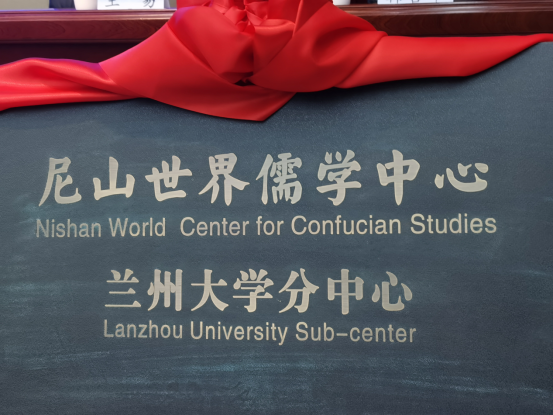 尼山世界儒学中心
Nishan World Center for Confucian Studies
兰州大学分中心
Lanzhou University Sub-center